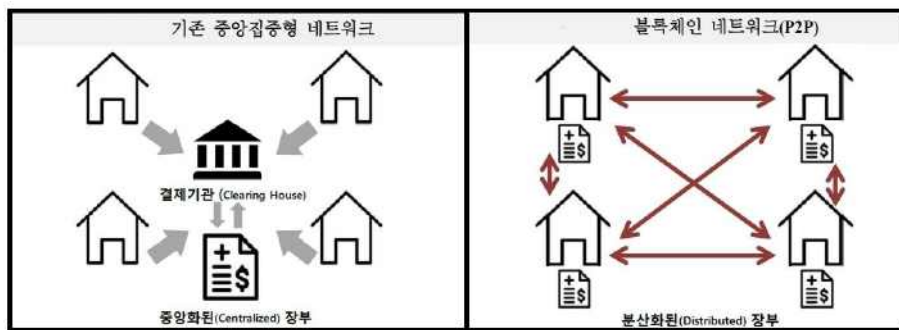 기존 중앙집중형 네트워크
결제기관 (Clearing House)
중앙화된(Centralized) 장부
블록체인 네트워크(P2P)
분산화된(Distributed) 장부